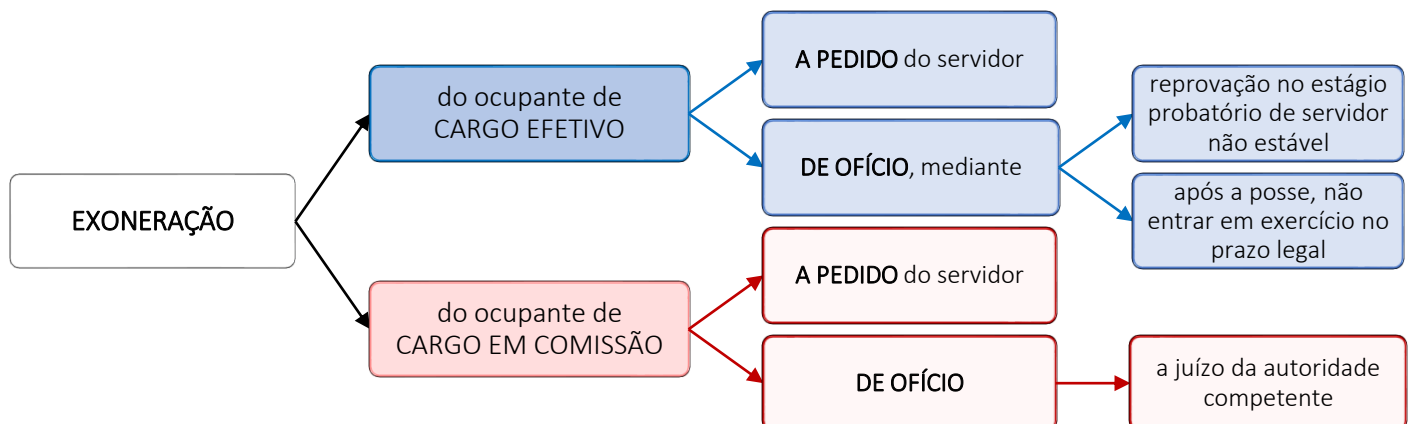 EXONERAÇÃO
do ocupante de
CARGO EFETIVO
A PEDIDO do servidor
DE OFÍCIO, mediante
reprovação no estágio
probatório de servidor
não estável
após a posse, não
entrar em exercício no
prazo legal
do ocupante de
CARGO EM COMISSÃO
A PEDIDO do servidor
DE OFÍCIO
a juízo da autoridade
competente